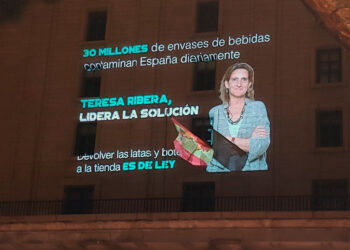 30 MILLONES de envases de bebidas
contaminan España diariamente
TERESA RIBERA,
LIDERA LA SOLUCIÓN
Devolver las latas y bote
a la tienda ES DE LEY